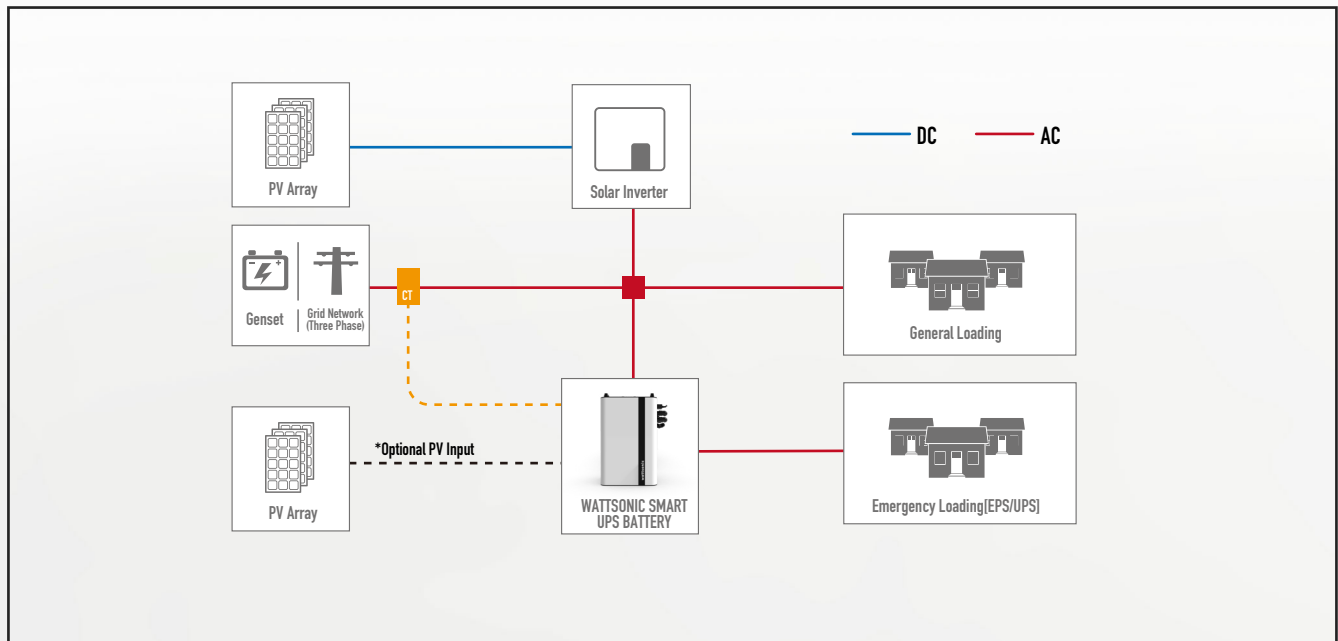 DC
AC
PV Array
Solar Inverter
Genset
Grid Network
(Three Phase)
CT
General Loading
*Optional PV Input
PV Array
WATTSONIC SMART
UPS BATTERY
Emergency Loading[EPS/UPS]